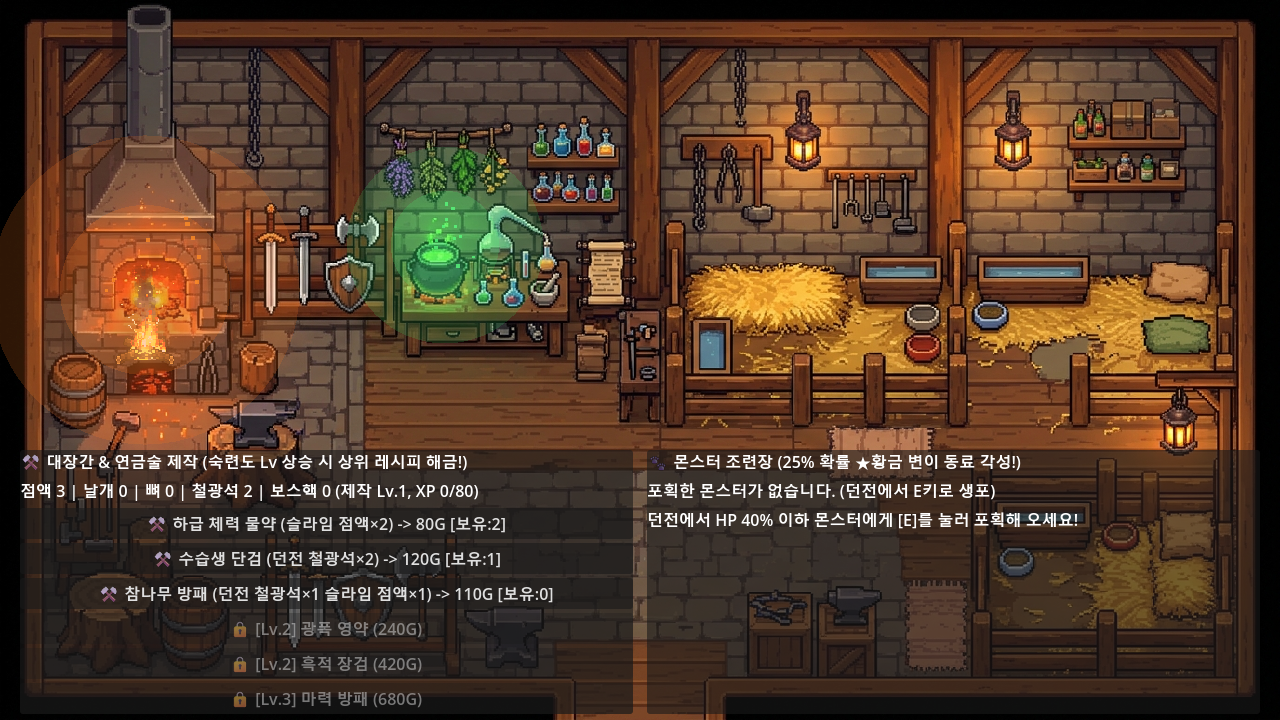 대장간 & 연금술 제작 (숙련도 Lv 상승 시 상위 레시피 해금!)
점액 3 | 날개 0 | 뼈 0 | 철광석 2 | 보스핵 0 (제작 Lv.1, XP 0/80)
하급 체력 물약 (슬라임 점액×2) -> 80G [보유:2]
수습생 단검 (던전 철광석×2) -> 120G [보유:1]
참나무 방패 (던전 철광석×1 슬라임 점액×1) -> 110G [보유:0]
[Lv.2] 광폭 영약 (240G)
[Lv.2] 흑적 장검 (420G)
[Lv.3] 마력 방패 (680G)
몬스터 조련장 (25% 확률 ★황금 변이 동료 각성!)
포획한 몬스터가 없습니다. (던전에서 E키로 생포)
던전에서 HP 40% 이하 몬스터에게 [E]를 눌러 포획해 오세요!